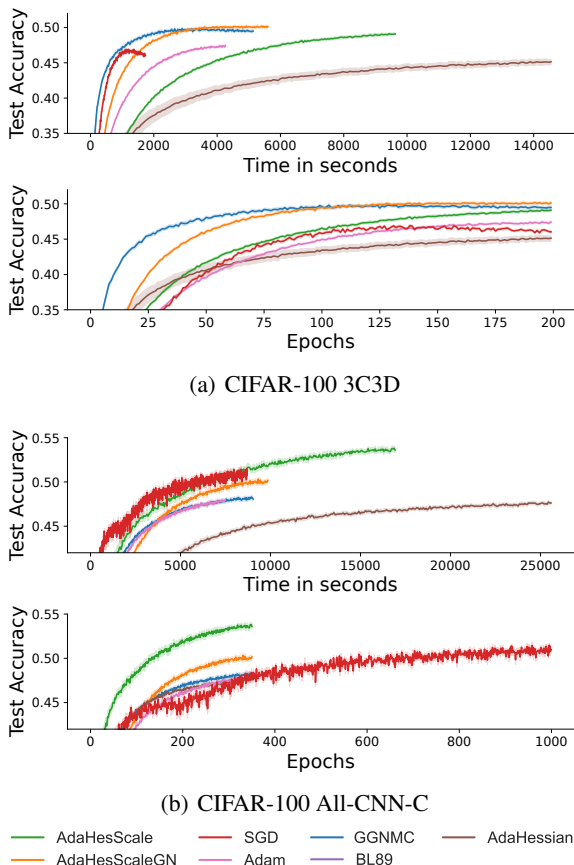 Test Accuracy
0.50
0.45
0.40
0.35
0 2000 4000 6000 8000 10000 12000 14000
Time in seconds
Test Accuracy
0.50
0.45
0.40
0.35
0 25 50 75 100 125 150 175 200
Epochs
(a) CIFAR-100 3C3D
Test Accuracy
0.55
0.50
0.45
0 5000 10000 15000 20000 25000
Time in seconds
Test Accuracy
0.55
0.50
0.45
0 200 400 600 800 1000
Epochs
(b) CIFAR-100 All-CNN-C
AdaHesScale SGD GGNMC AdaHessian
AdaHesScaleGN Adam BL89